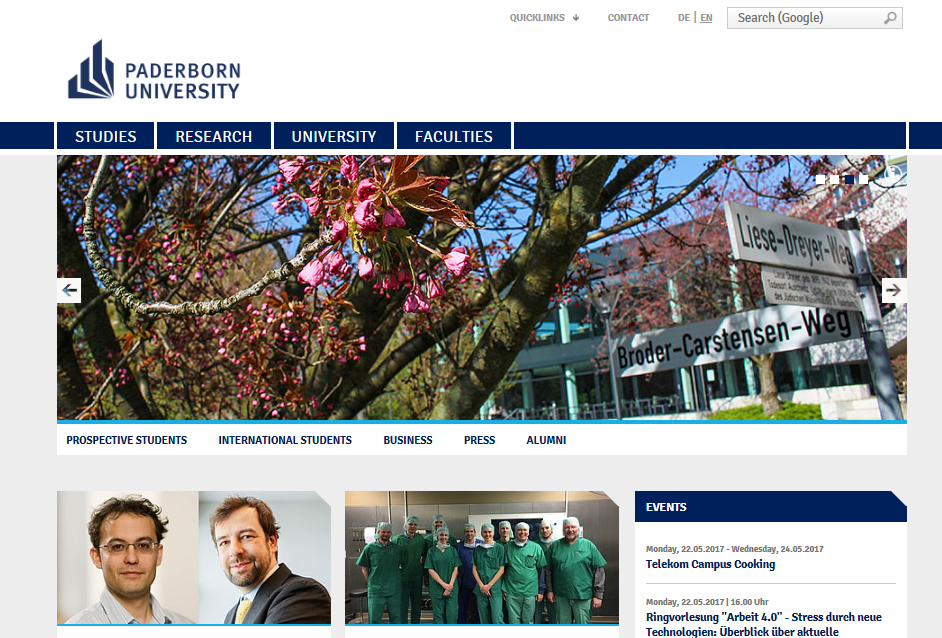 QUICKLINKS
CONTACT
DE | EN
Search (Google)
PADERBORN
UNIVERSITY
STUDIES
RESEARCH
UNIVERSITY
FACULTIES
Liese-Dreyer-Weg
Broder-Carstensen-Weg
PROSPECTIVE STUDENTS
INTERNATIONAL STUDENTS
BUSINESS
PRESS
ALUMNI
EVENTS
Monday, 22.05.2017 - Wednesday, 24.05.2017
Telekom Campus Cooking
Monday, 22.05.2017 | 16.00 Uhr
Ringvorlesung "Arbeit 4.0" - Stress durch neue
Technologien: Überblick über aktuelle